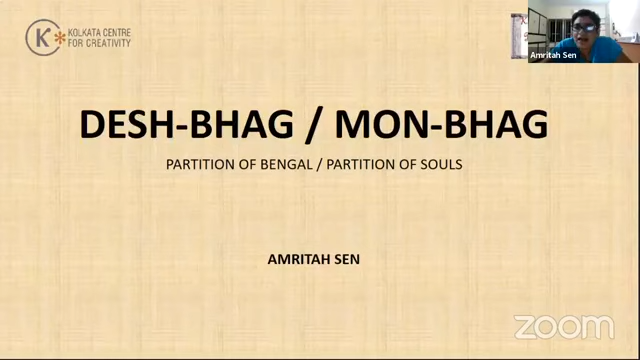 KOLKATA CENTRE
FOR CREATIVITY
Amritah Sen
DESH-BHAG / MON-BHAG
PARTITION OF BENGAL / PARTITION OF SOULS
AMRITAH SEN
zoom